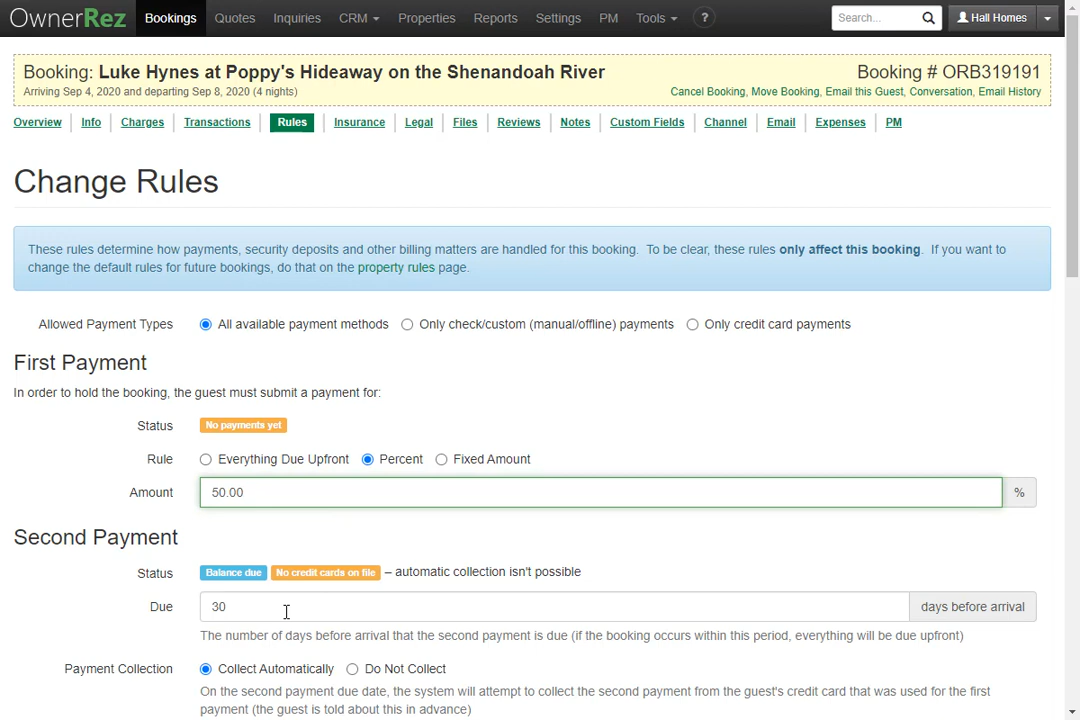 OwnerRez Bookings Quotes Inquiries CRM Properties Reports Settings PM Tools ? Search... Hall Homes
Booking: Luke Hynes at Poppy's Hideaway on the Shenandoah River
Booking # ORB319191
Arriving Sep 4, 2020 and departing Sep 8, 2020 (4 nights)
Cancel Booking, Move Booking, Email this Guest, Conversation, Email History
Overview Info Charges Transactions Rules Insurance Legal Files Reviews Notes Custom Fields Channel Email Expenses PM
Change Rules
These rules determine how payments, security deposits and other billing matters are handled for this booking. To be clear, these rules only affect this booking. If you want to
change the default rules for future bookings, do that on the property rules page.
Allowed Payment Types All available payment methods Only check/custom (manual/offline) payments Only credit card payments
First Payment
In order to hold the booking, the guest must submit a payment for:
Status No payments yet
Rule Everything Due Upfront Percent Fixed Amount
Amount 50.00 %
Second Payment
Status Balance due No credit cards on file – automatic collection isn't possible
Due 30 days before arrival
The number of days before arrival that the second payment is due (if the booking occurs within this period, everything will be due upfront)
Payment Collection Collect Automatically Do Not Collect
On the second payment due date, the system will attempt to collect the second payment from the guest's credit card that was used for the first
payment (the guest is told about this in advance)